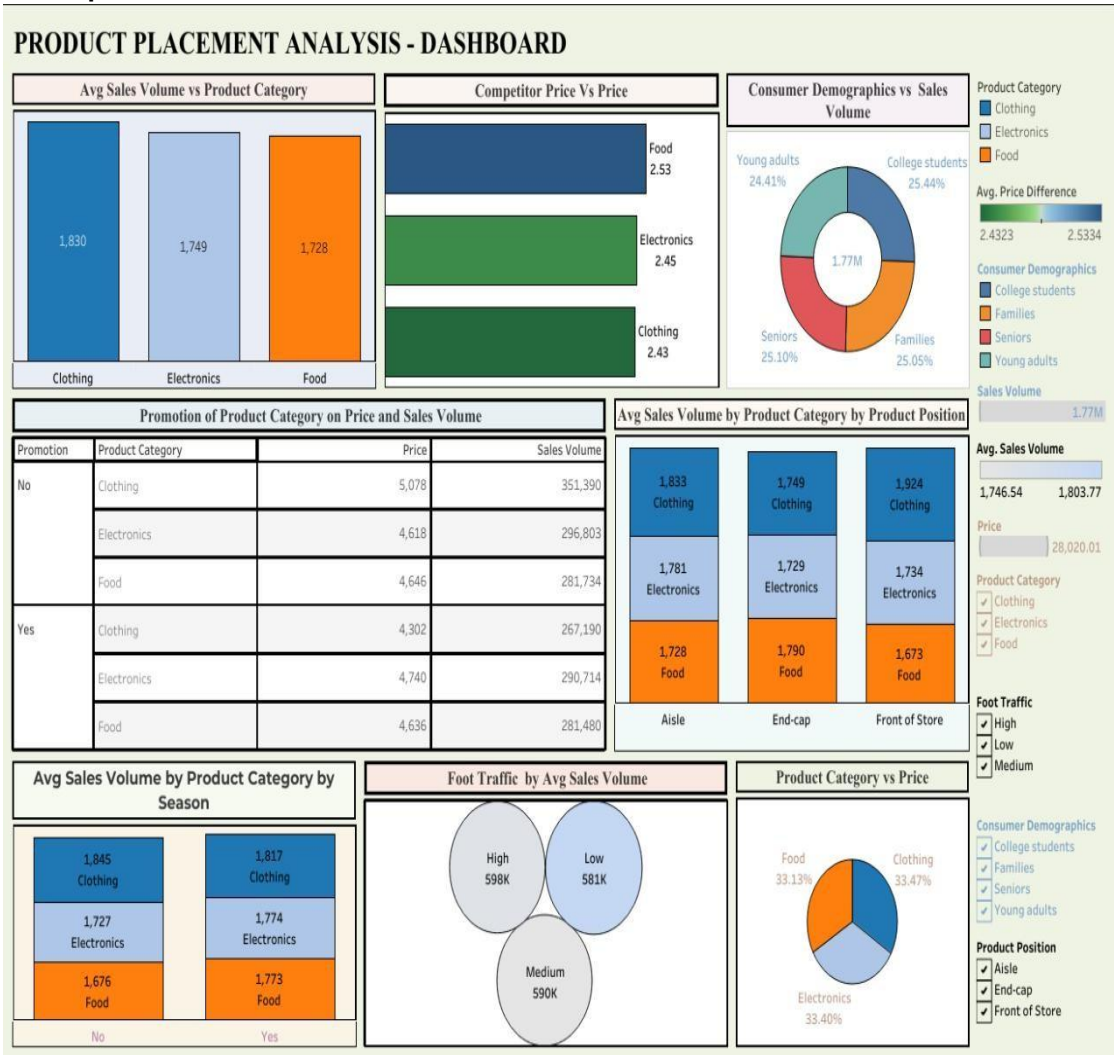 PRODUCT PLACEMENT ANALYSIS - DASHBOARD
Avg Sales Volume vs Product Category
1,830
1,749
1,728
Clothing
Electronics
Food
Competitor Price Vs Price
Food
2.53
Electronics
2.45
Clothing
2.43
Consumer Demographics vs Sales
Volume
Young adults
24.41%
College students
25.44%
1.77M
Seniors
25.10%
Families
25.05%
Product Category
Clothing
Electronics
Food
Avg. Price Difference
2.4323 2.5334
Consumer Demographics
College students
Families
Seniors
Young adults
Sales Volume
1.77M
Avg. Sales Volume
1,746.54 1,803.77
Price
28,020.01
Product Category
Clothing
Electronics
Food
Foot Traffic
High
Low
Medium
Consumer Demographics
College students
Families
Seniors
Young adults
Product Position
Aisle
End-cap
Front of Store
Promotion of Product Category on Price and Sales Volume
Promotion Product Category Price Sales Volume
No Clothing 5,078 351,390
Electronics 4,618 296,803
Food 4,646 281,734
Yes Clothing 4,302 267,190
Electronics 4,740 290,714
Food 4,636 281,480
Avg Sales Volume by Product Category by Product Position
1,833
Clothing
1,781
Electronics
1,728
Food
Aisle
1,749
Clothing
1,729
Electronics
1,790
Food
End-cap
1,924
Clothing
1,734
Electronics
1,673
Food
Front of Store
Avg Sales Volume by Product Category by
Season
1,845
Clothing
1,727
Electronics
1,676
Food
No
1,817
Clothing
1,774
Electronics
1,773
Food
Yes
Foot Traffic by Avg Sales Volume
High
598K
Low
581K
Medium
590K
Product Category vs Price
Food
33.13%
Clothing
33.47%
Electronics
33.40%